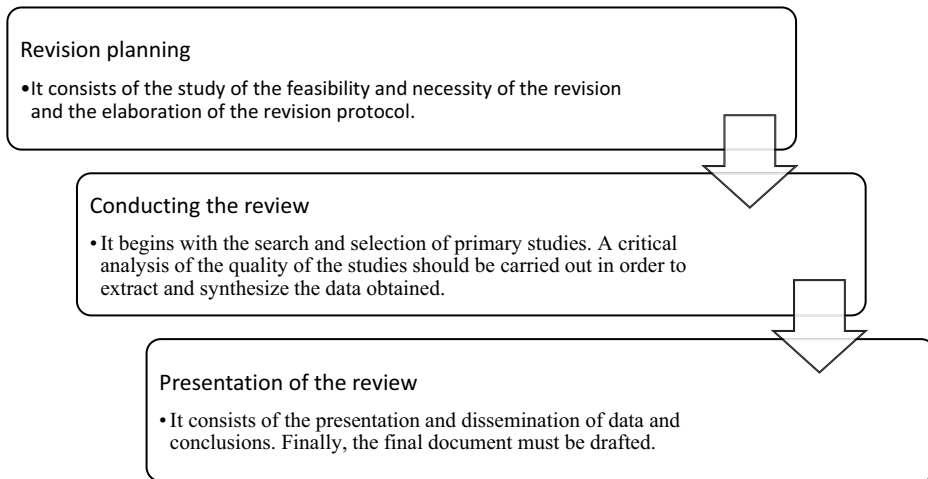 Revision planning
•It consists of the study of the feasibility and necessity of the revision
and the elaboration of the revision protocol.
Conducting the review
• It begins with the search and selection of primary studies. A critical
analysis of the quality of the studies should be carried out in order to
extract and synthesize the data obtained.
Presentation of the review
• It consists of the presentation and dissemination of data and
conclusions. Finally, the final document must be drafted.